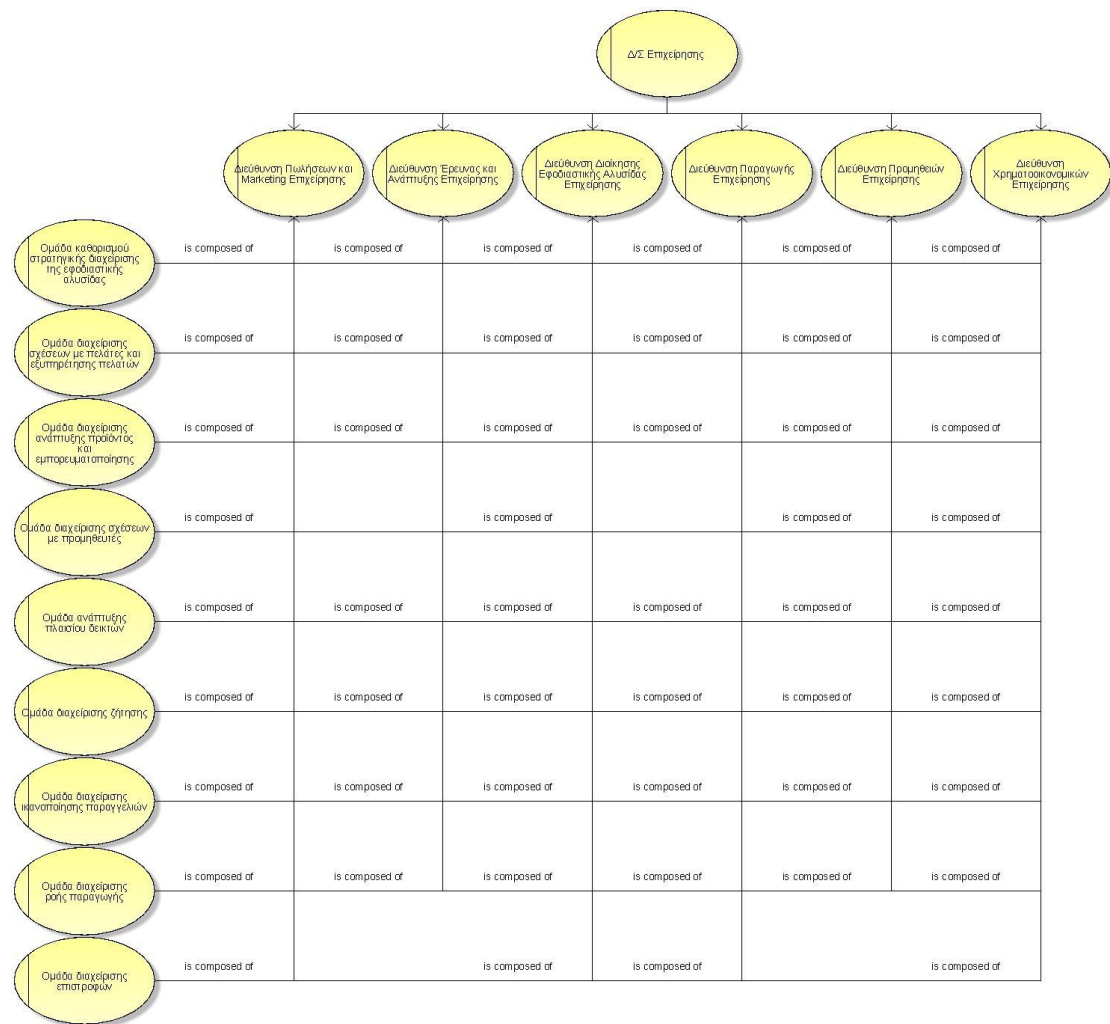 Δ/Σ Επιχείρησης
Διεύθυνση Πωλήσεων και
Marketing Επιχείρησης
Διεύθυνση Έρευνας και
Ανάπτυξης Επιχείρησης
Διεύθυνση Διοίκησης
Εφοδιαστικής Αλυσίδας
Επιχείρησης
Διεύθυνση Παραγωγής
Επιχείρησης
Διεύθυνση Προμηθειών
Επιχείρησης
Διεύθυνση
Χρηματοοικονομικών
Επιχείρησης
Ομάδα καθορισμού
στρατηγικής διαχείρισης
της εφοδιαστικής
αλυσίδας
is composed of
is composed of
is composed of
is composed of
is composed of
is composed of
Ομάδα διαχείρισης
σχέσεων με πελάτες και
εξυπηρέτησης πελατών
is composed of
is composed of
is composed of
is composed of
is composed of
is composed of
Ομάδα διαχείρισης
ανάπτυξης προϊόντος
και
εμπορευματοποίησης
is composed of
is composed of
is composed of
is composed of
is composed of
is composed of
Ομάδα διαχείρισης σχέσεων
με προμηθευτές
is composed of
is composed of
is composed of
is composed of
Ομάδα ανάπτυξης
πλαισίου δεικτών
is composed of
is composed of
is composed of
is composed of
is composed of
is composed of
Ομάδα διαχείρισης ζήτησης
is composed of
is composed of
is composed of
is composed of
is composed of
is composed of
Ομάδα διαχείρισης
ικανοποίησης παραγγελιών
is composed of
is composed of
is composed of
is composed of
is composed of
is composed of
Ομάδα διαχείρισης
ροής παραγωγής
is composed of
is composed of
is composed of
is composed of
is composed of
is composed of
Ομάδα διαχείρισης
επιστροφών
is composed of
is composed of
is composed of
is composed of